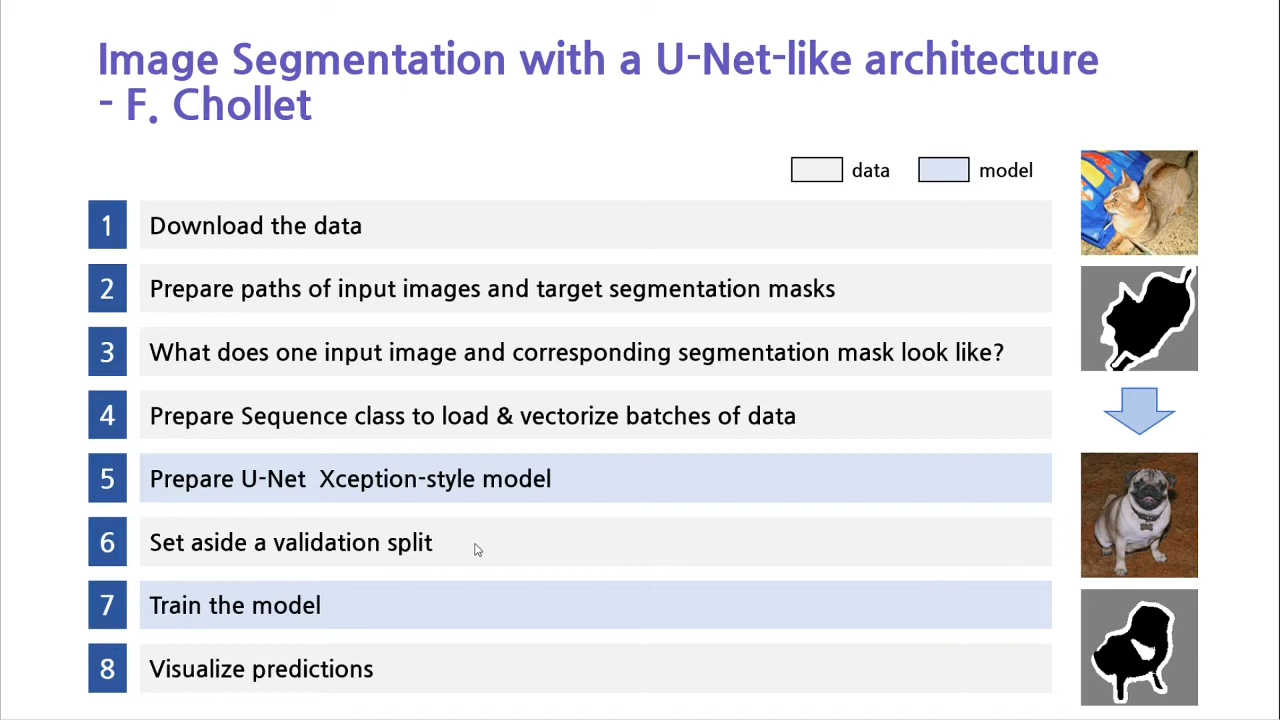 Image Segmentation with a U-Net-like architecture
- F. Chollet
data model
1 Download the data
2 Prepare paths of input images and target segmentation masks
3 What does one input image and corresponding segmentation mask look like?
4 Prepare Sequence class to load & vectorize batches of data
5 Prepare U-Net  Xception-style model
6 Set aside a validation split
7 Train the model
8 Visualize predictions